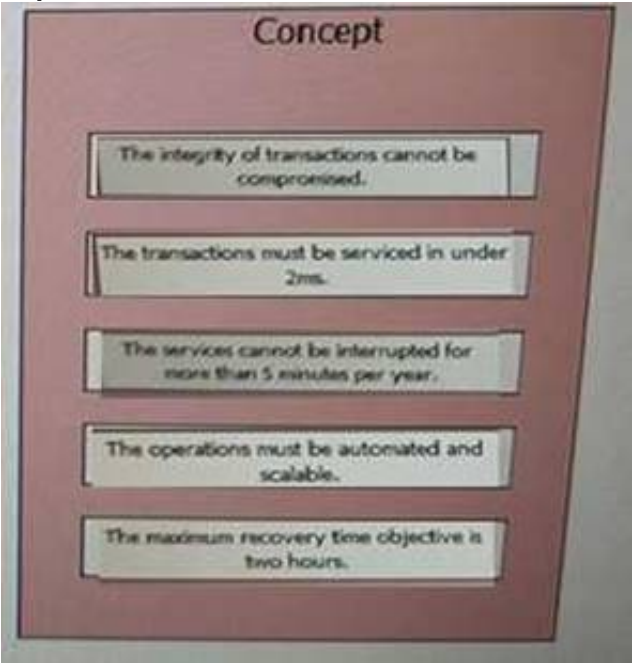 Concept
The integrity of transactions cannot be
compromised.
The transactions must be serviced in under
2ms.
The services cannot be interrupted for
more than 5 minutes per year.
The operations must be automated and
scalable.
The maximum recovery time objective is
two hours.